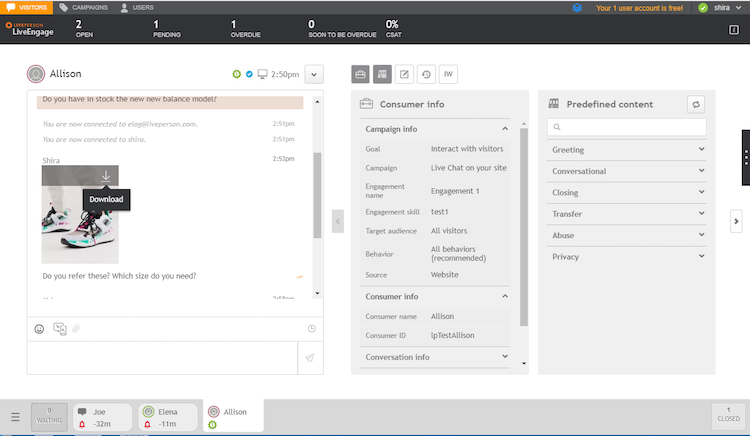 VISITORS CAMPAIGNS USERS Your 1 user account is free! shira
LIVEPERSON
LiveEngage
2 1 1 0 0%
OPEN PENDING OVERDUE SOON TO BE OVERDUE CSAT
Allison 2:50pm
Do you have in stock the new new balance model?
You are now connected to elag@liveperson.com. 2:51pm
You are now connected to shira. 2:51pm
Shira 2:53pm
Download
Do you refer these? Which size do you need?
IW
Consumer info
Campaign info
Goal Interact with visitors
Campaign Live Chat on your site
Engagement name Engagement 1
Engagement skill test1
Target audience All visitors
Behavior All behaviors
(recommended)
Source Website
Consumer info
Consumer name Allison
Consumer ID lpTestAllison
Conversation info
Predefined content
Greeting
Conversational
Closing
Transfer
Abuse
Privacy
0
WAITING
Joe
-32m
Elena
-11m
Allison
1
CLOSED